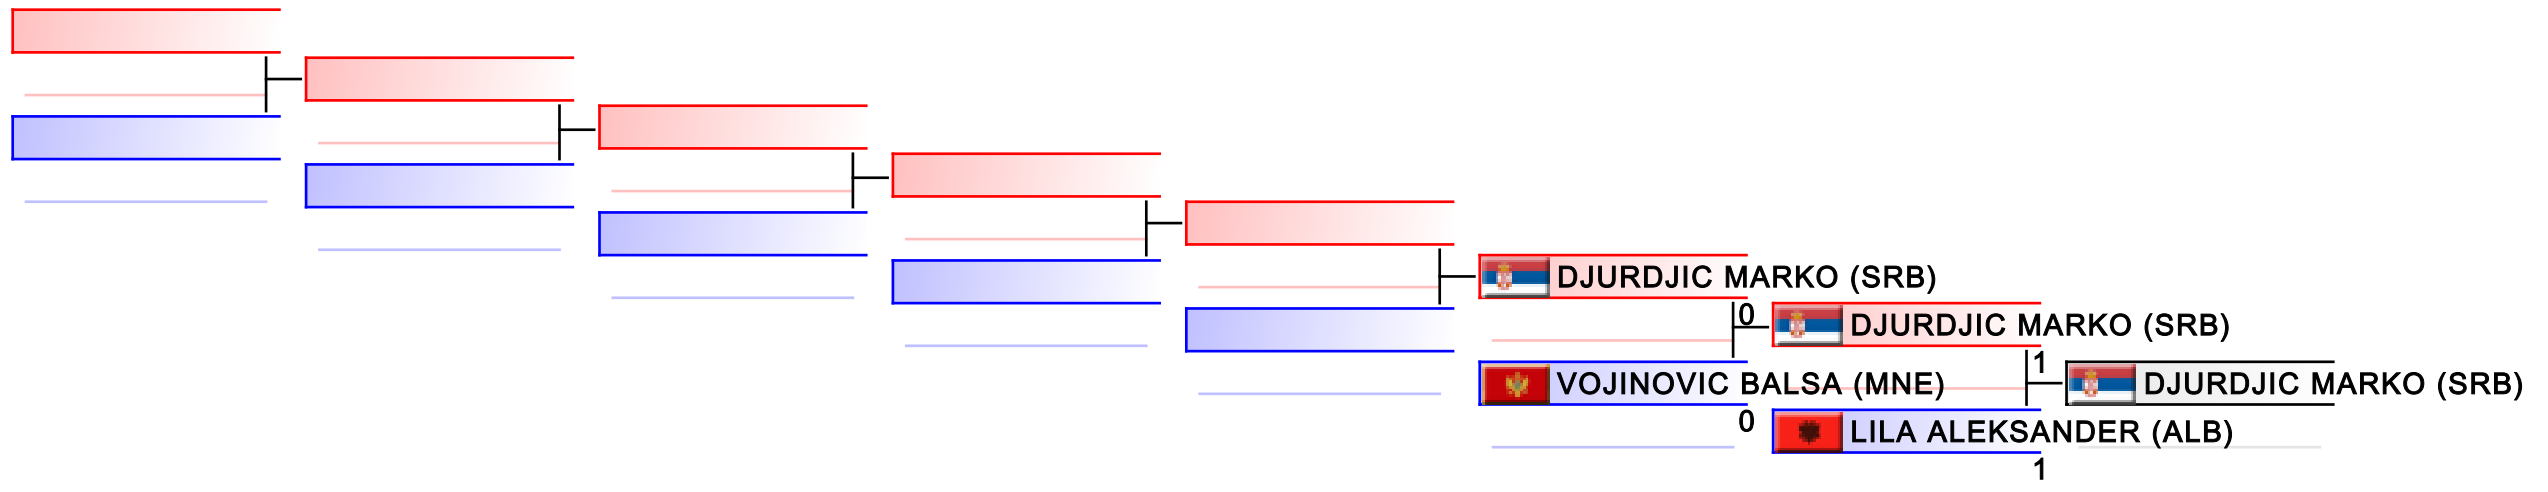 DJURDJIC MARKO (SRB)
0
DJURDJIC MARKO (SRB)
VOJINOVIC BALSA (MNE)
0
1
DJURDJIC MARKO (SRB)
LILA ALEKSANDER (ALB)
1